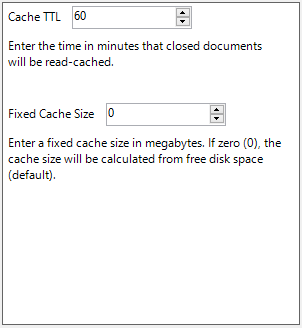 Cache TTL 60
Enter the time in minutes that closed documents
will be read-cached.
Fixed Cache Size 0
Enter a fixed cache size in megabytes. If zero (0), the
cache size will be calculated from free disk space
(default).